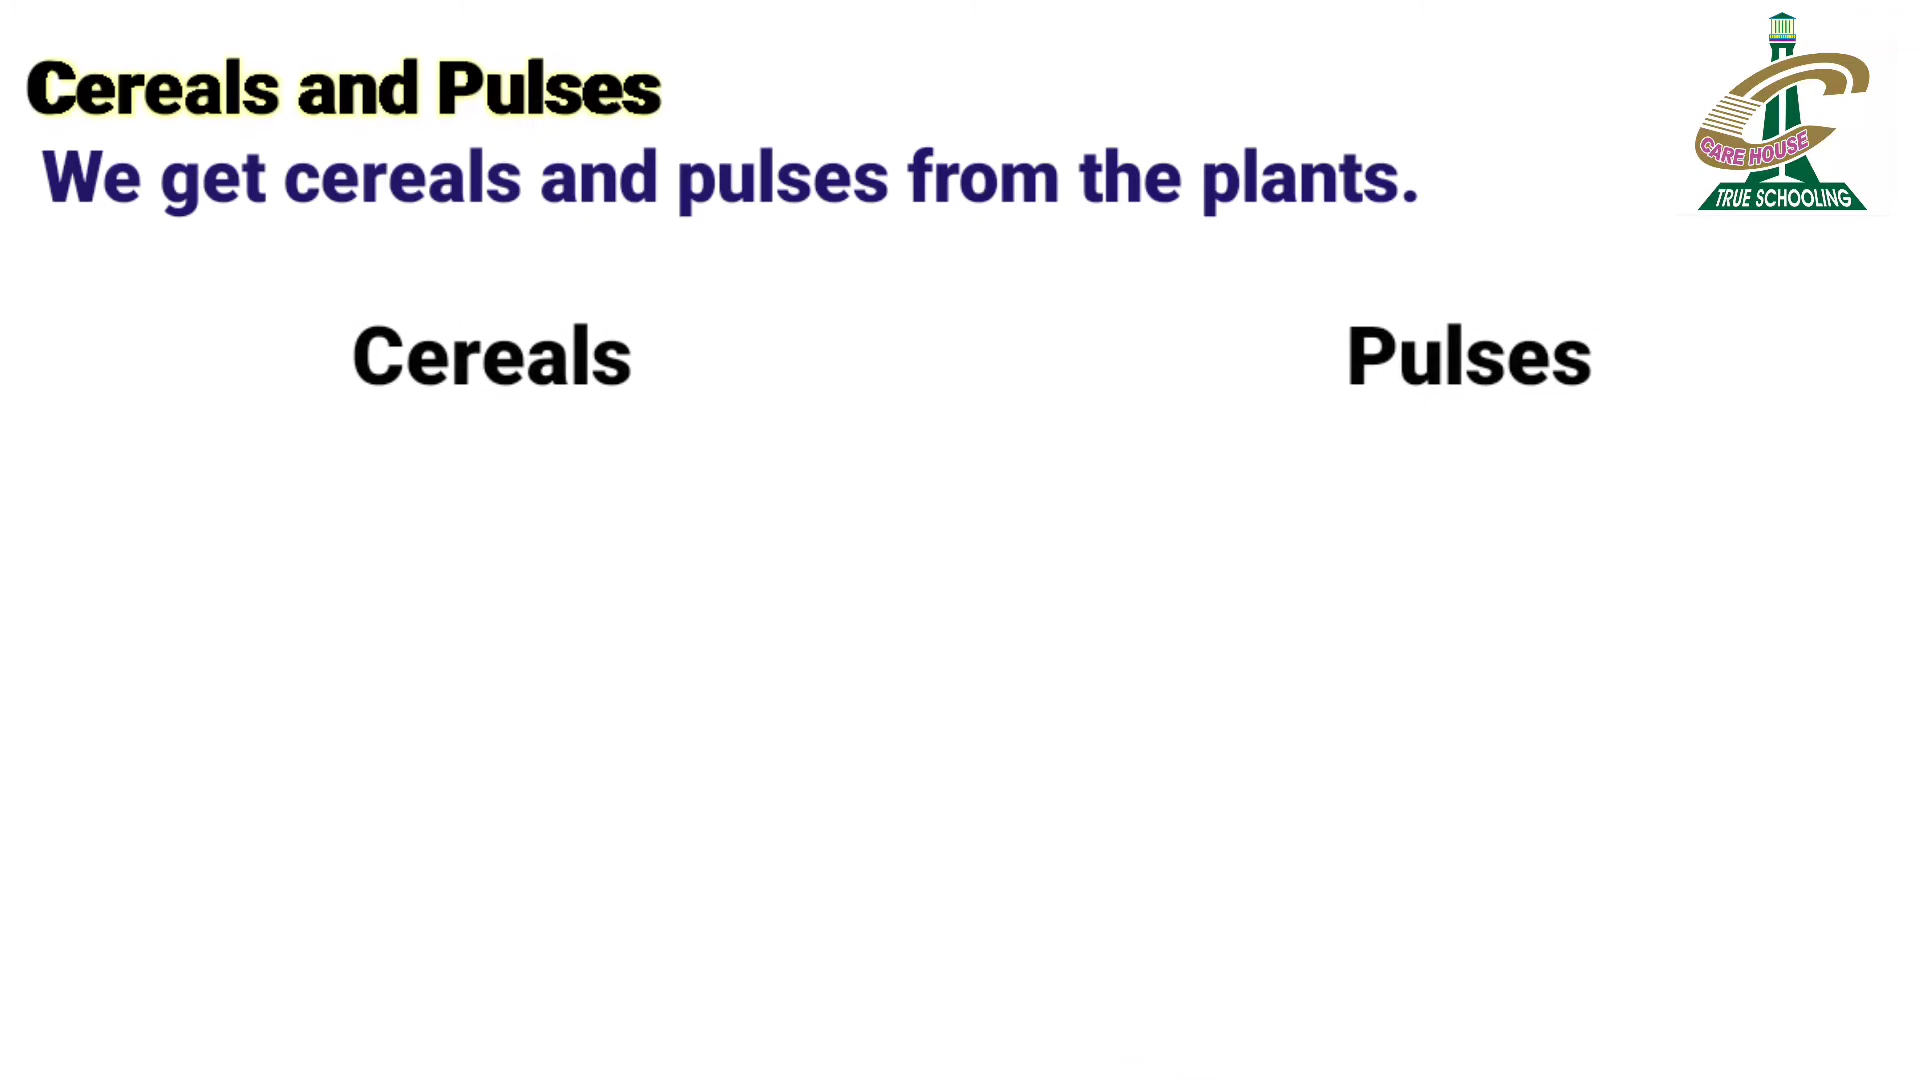 Cereals and Pulses
We get cereals and pulses from the plants.
CARE HOUSE
TRUE SCHOOLING
Cereals
Pulses